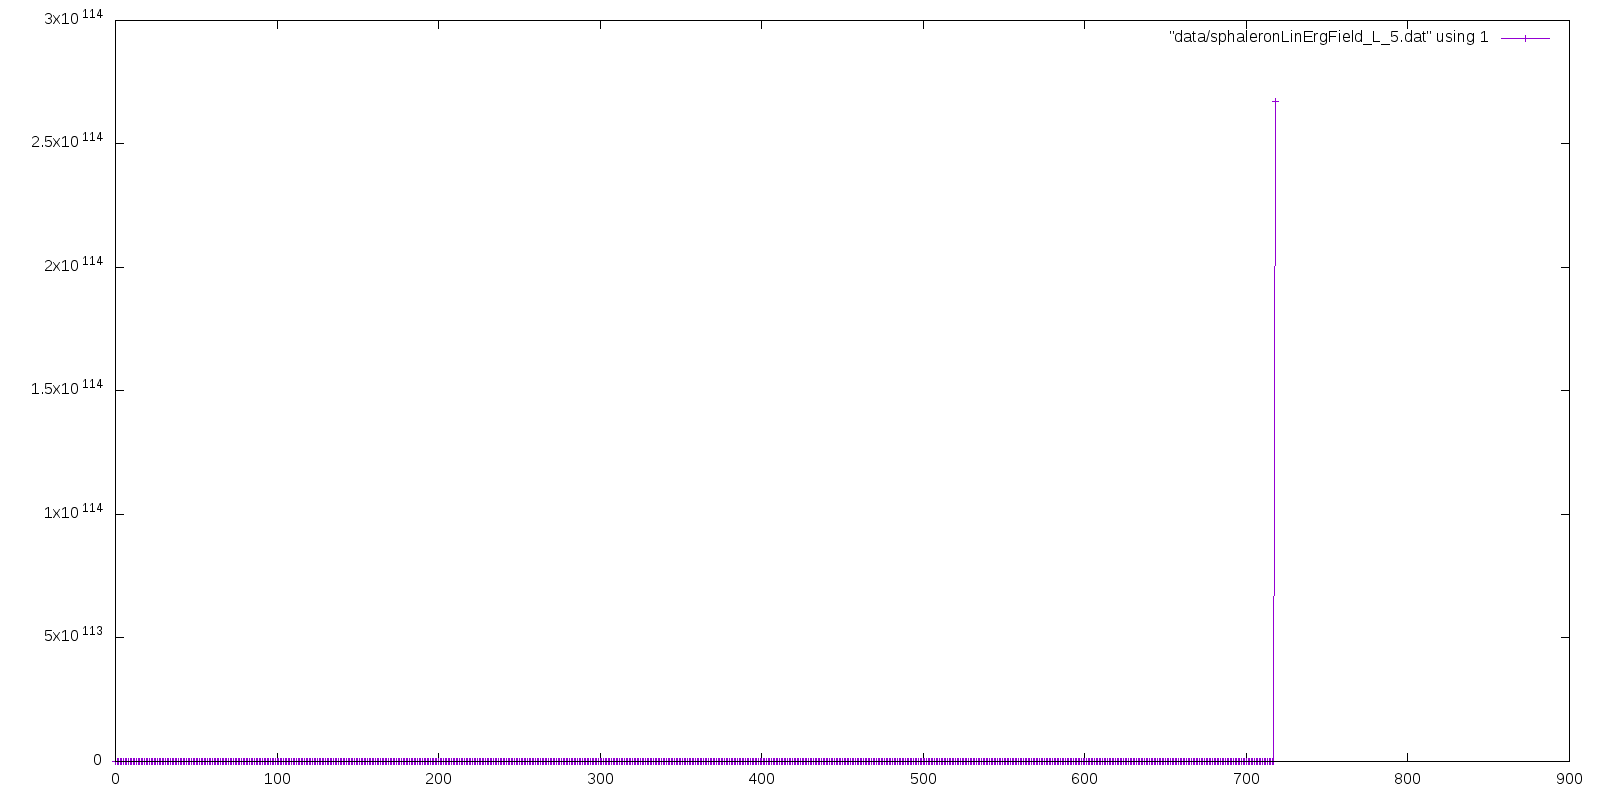 3x10 114
"data/sphaleronLinErgField_L_5.dat" using 1
2.5x10 114
2x10 114
1.5x10 114
1x10 114
5x10 113
0
0 100 200 300 400 500 600 700 800 900